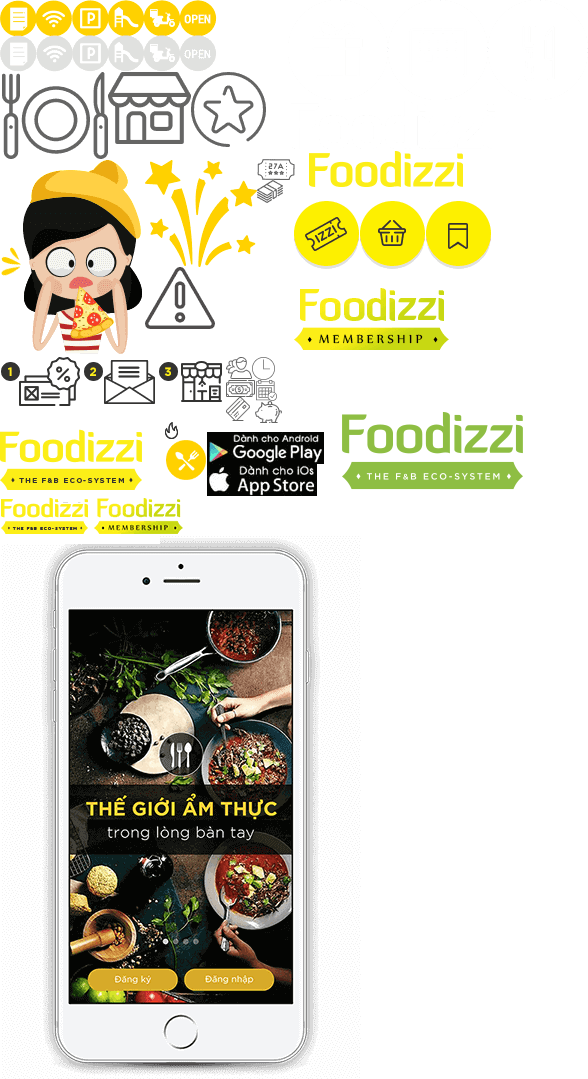 P
OPEN
P
OPEN
27A
Foodizzi
IZZI
Foodizzi
MEMBERSHIP
1
%
2
3
Foodizzi
THE F&B ECO-SYSTEM
Dành cho Android
Google Play
Dành cho iOs
App Store
Foodizzi
THE F&B ECO-SYSTEM
Foodizzi
THE F&B ECO-SYSTEM
Foodizzi
MEMBERSHIP
THẾ GIỚI ẨM THỰC
trong lòng bàn tay
Đăng ký
Đăng nhập